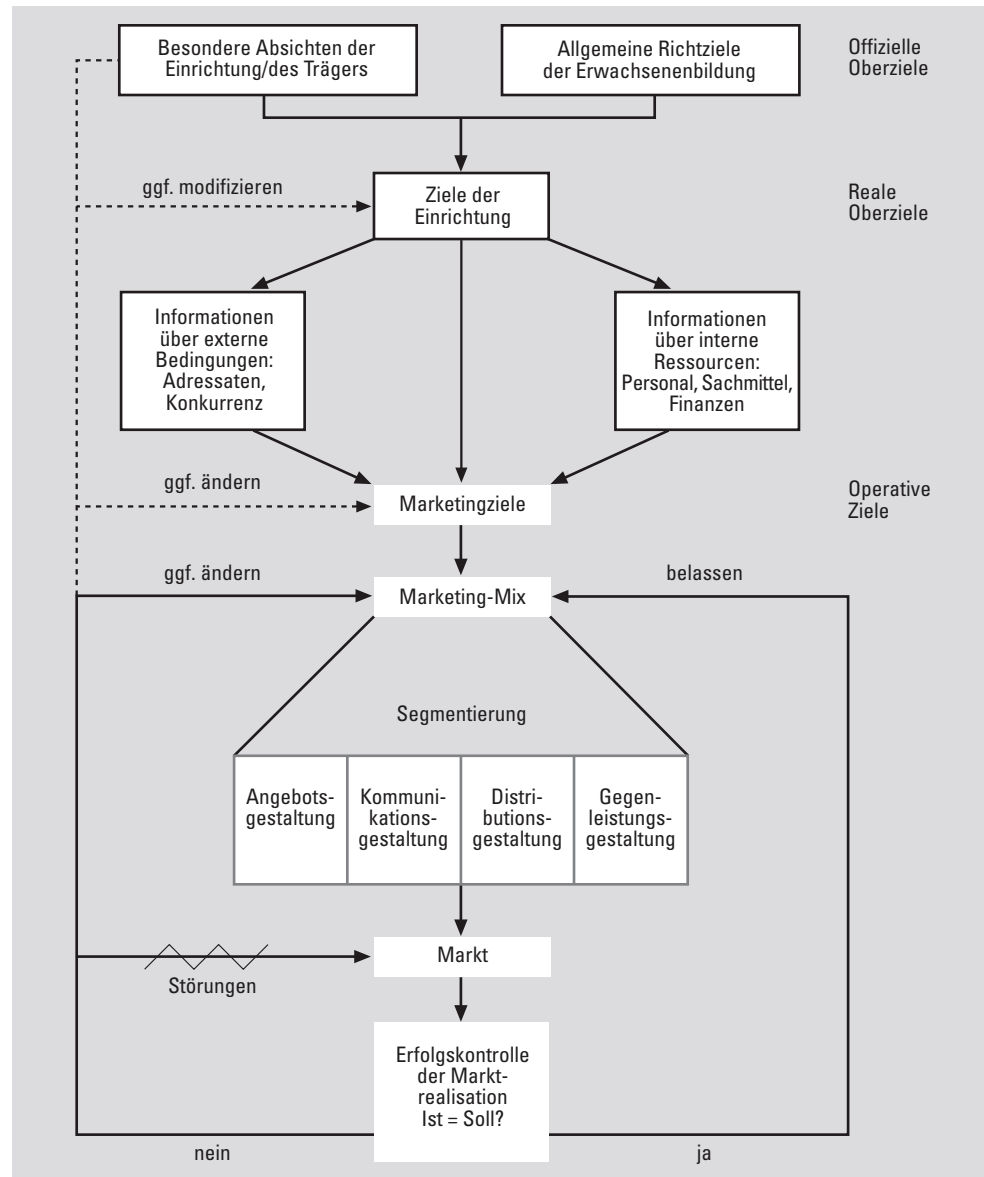 Besondere Absichten der
Einrichtung/des Trägers
Allgemeine Richtziele
der Erwachsenenbildung
Offizielle
Oberziele
ggf. modifizieren
Ziele der
Einrichtung
Reale
Oberziele
Informationen
über externe
Bedingungen:
Adressaten,
Konkurrenz
Informationen
über interne
Ressourcen:
Personal, Sachmittel,
Finanzen
ggf. ändern
Marketingziele
Operative
Ziele
ggf. ändern
Marketing-Mix
belassen
Segmentierung
Angebots-
gestaltung
Kommuni-
kations-
gestaltung
Distri-
butions-
gestaltung
Gegen-
leistungs-
gestaltung
Markt
Störungen
Erfolgskontrolle
der Markt-
realisation
Ist = Soll?
nein
ja